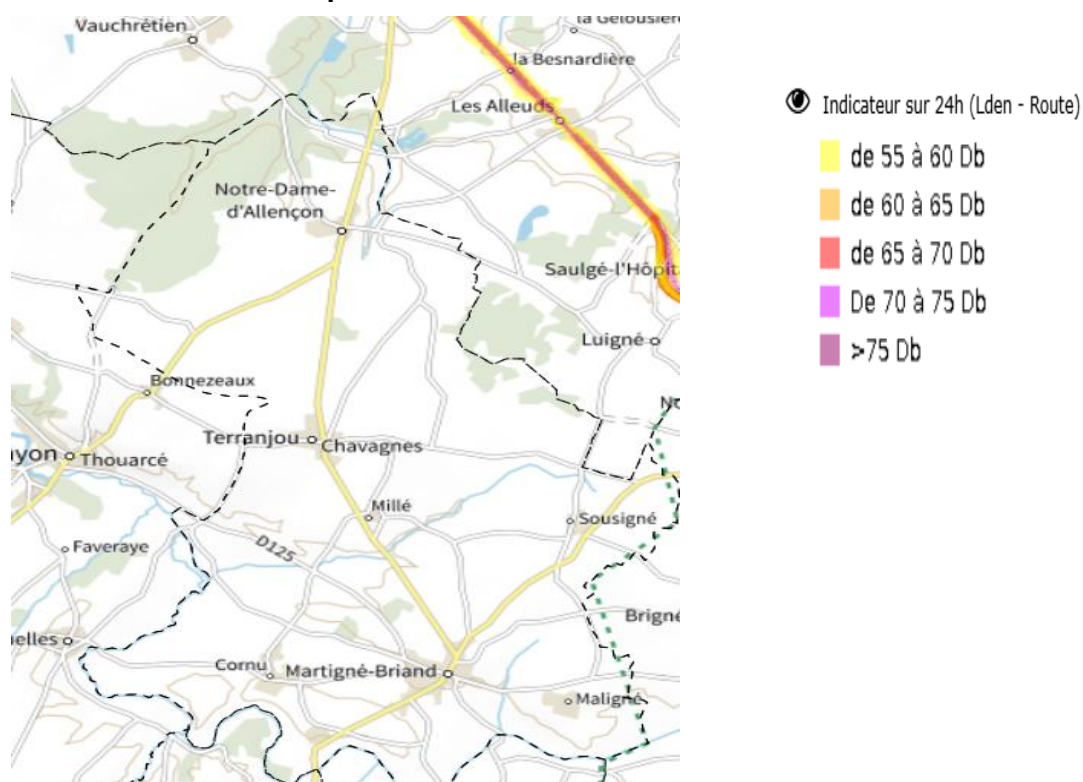 Vauchrétien
la Besnardière
Les Alleuds
Notre-Dame-
d'Allençon
Saulgé-l'Hôpit
Luigné
Bonnezeaux
Terranjou
Chavagnes
yon
Thouarcé
Millé
Sousigné
Faveraye
D125
Brigné
elles
Cornu
Martigné-Briand
Maligné
Indicateur sur 24h (Lden - Route)
de 55 à 60 Db
de 60 à 65 Db
de 65 à 70 Db
De 70 à 75 Db
>75 Db